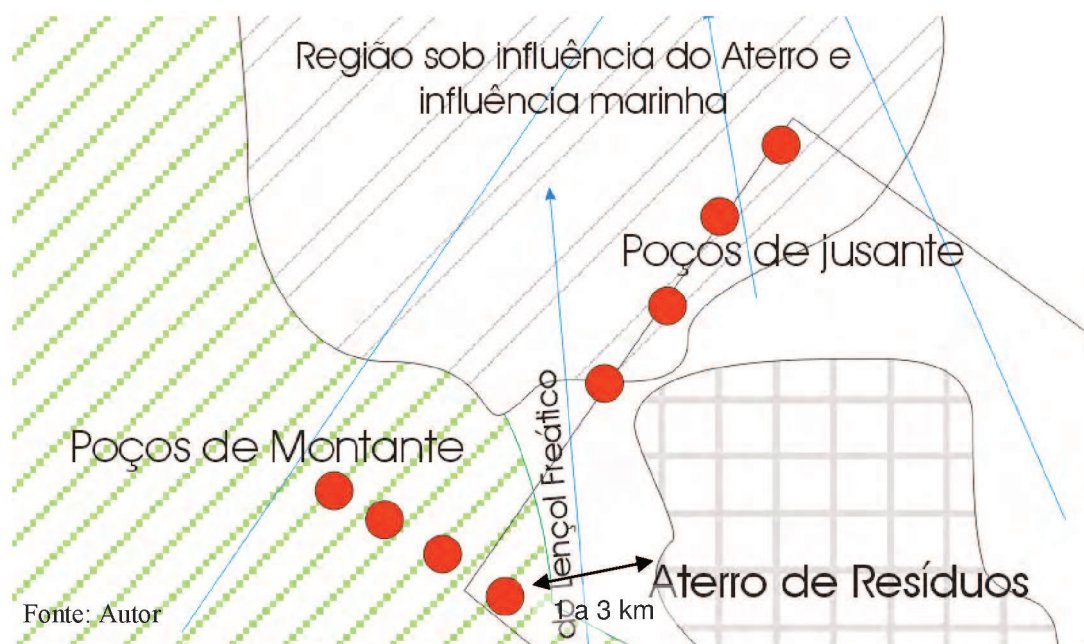 Região sob influência do Aterro e
influência marinha
Poços de jusante
Poços de Montante
do Lençol Freático
Aterro de Resíduos
1 a 3 km
Fonte: Autor